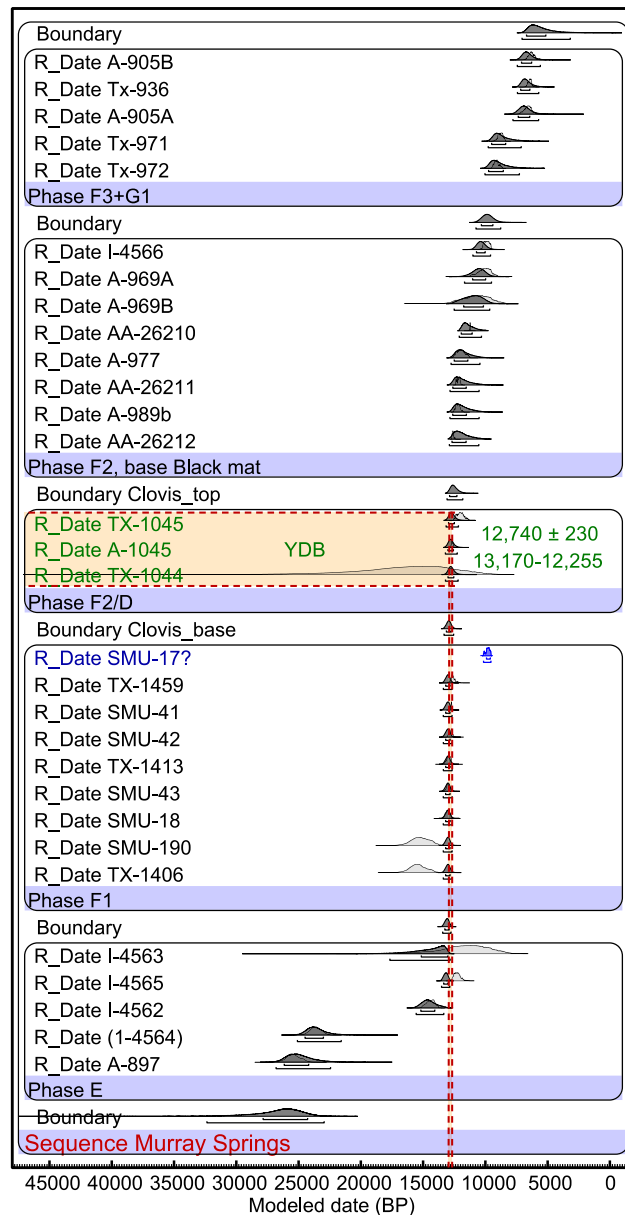 Boundary
R_Date A-905B
R_Date Tx-936
R_Date A-905A
R_Date Tx-971
R_Date Tx-972
Phase F3+G1
Boundary
R_Date I-4566
R_Date A-969A
R_Date A-969B
R_Date AA-26210
R_Date A-977
R_Date AA-26211
R_Date A-989b
R_Date AA-26212
Phase F2, base Black mat
Boundary Clovis_top
R_Date TX-1045
12,740 ± 230
R_Date A-1045
YDB
13,170-12,255
R_Date TX-1044
Phase F2/D
Boundary Clovis_base
R_Date SMU-17?
R_Date TX-1459
R_Date SMU-41
R_Date SMU-42
R_Date TX-1413
R_Date SMU-43
R_Date SMU-18
R_Date SMU-190
R_Date TX-1406
Phase F1
Boundary
R_Date I-4563
R_Date I-4565
R_Date I-4562
R_Date (1-4564)
R_Date A-897
Phase E
Boundary
Sequence Murray Springs
45000 40000 35000 30000 25000 20000 15000 10000 5000 0
Modeled date (BP)